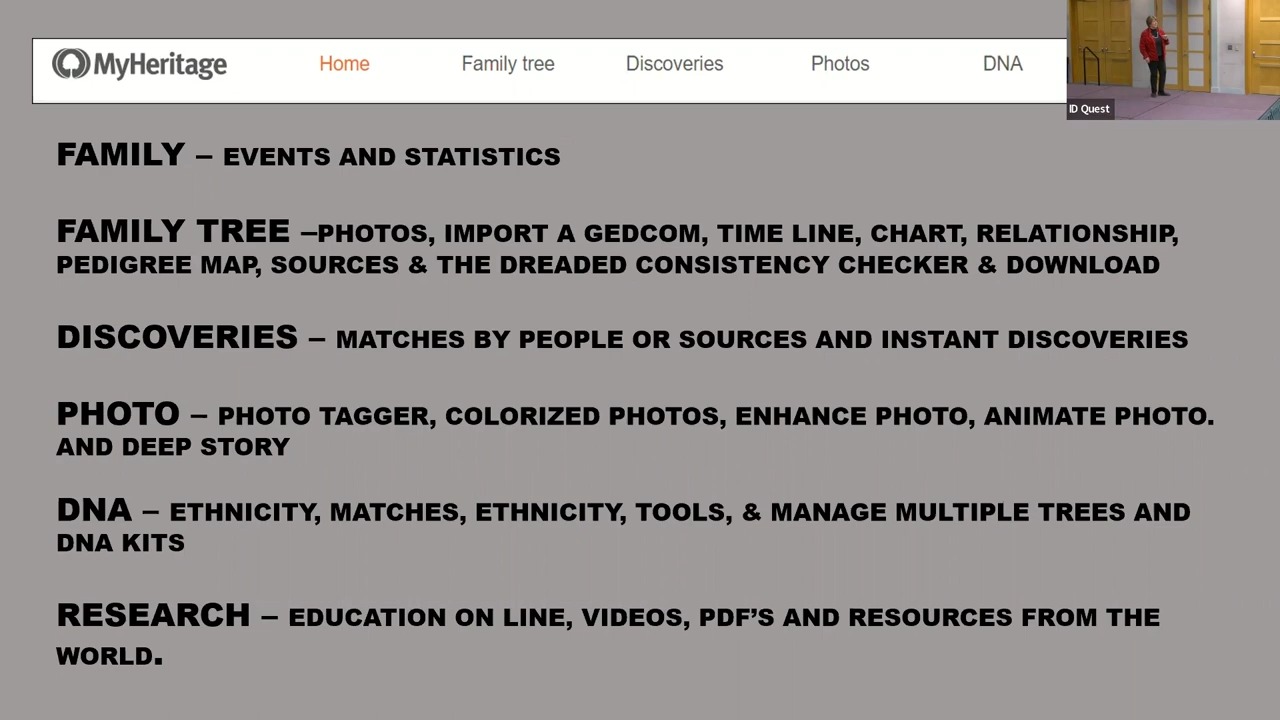 MyHeritage Home Family tree Discoveries Photos DNA
ID Quest
FAMILY – EVENTS AND STATISTICS
FAMILY TREE –PHOTOS, IMPORT A GEDCOM, TIME LINE, CHART, RELATIONSHIP,
PEDIGREE MAP, SOURCES & THE DREADED CONSISTENCY CHECKER & DOWNLOAD
DISCOVERIES – MATCHES BY PEOPLE OR SOURCES AND INSTANT DISCOVERIES
PHOTO – PHOTO TAGGER, COLORIZED PHOTOS, ENHANCE PHOTO, ANIMATE PHOTO.
AND DEEP STORY
DNA – ETHNICITY, MATCHES, ETHNICITY, TOOLS, & MANAGE MULTIPLE TREES AND
DNA KITS
RESEARCH – EDUCATION ON LINE, VIDEOS, PDF’S AND RESOURCES FROM THE
WORLD.